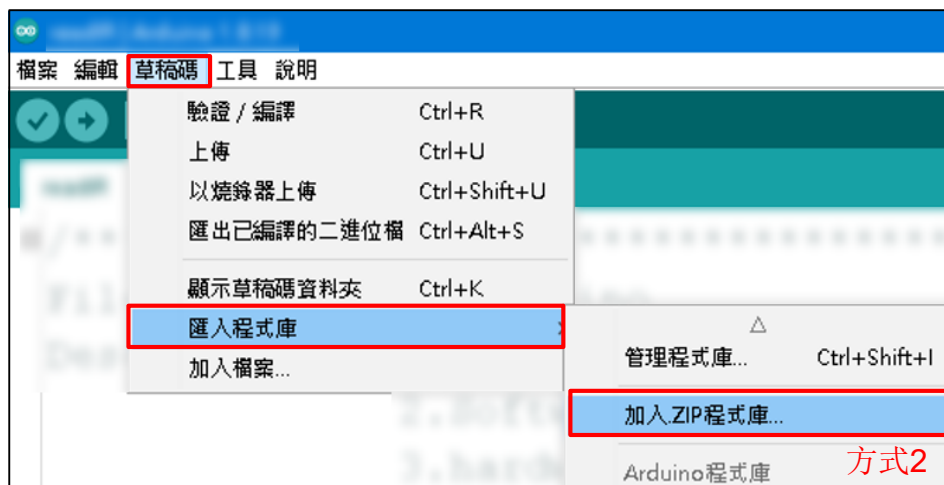 檔案 編輯 草稿碼 工具 說明
驗證 / 編譯 Ctrl+R
上傳 Ctrl+U
以燒錄器上傳 Ctrl+Shift+U
匯出已編譯的二進位檔 Ctrl+Alt+S
顯示草稿碼資料夾 Ctrl+K
匯入程式庫
加入檔案...
管理程式庫... Ctrl+Shift+I
加入.ZIP程式庫...
Arduino程式庫
方式2